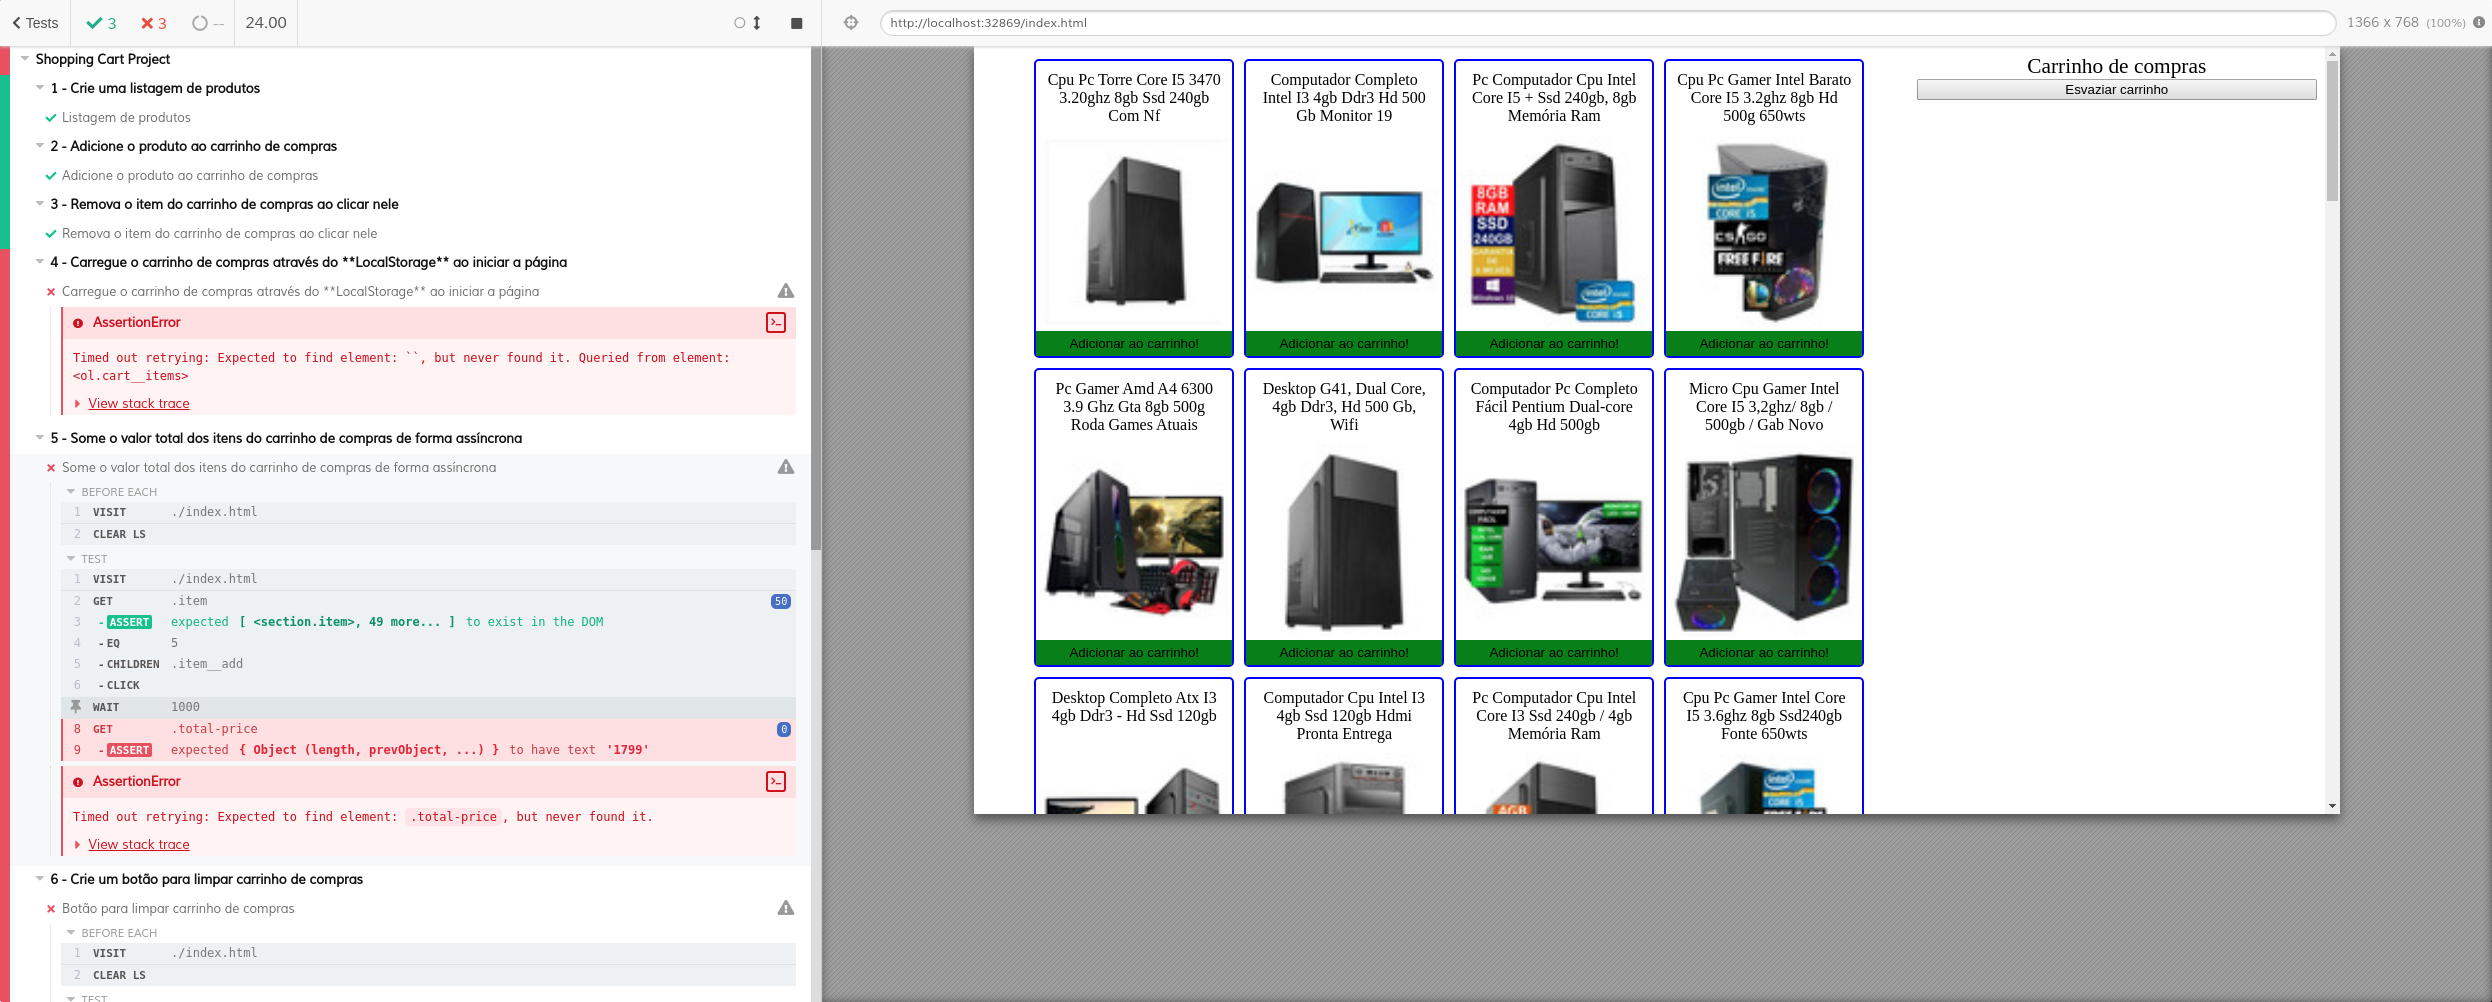 Tests
3
3
--
24.00
http://localhost:32869/index.html
1366 x 768 (100%)
Shopping Cart Project
1 - Crie uma listagem de produtos
Listagem de produtos
2 - Adicione o produto ao carrinho de compras
Adicione o produto ao carrinho de compras
3 - Remova o item do carrinho de compras ao clicar nele
Remova o item do carrinho de compras ao clicar nele
4 - Carregue o carrinho de compras através do **LocalStorage** ao iniciar a página
Carregue o carrinho de compras através do **LocalStorage** ao iniciar a página
AssertionError
Timed out retrying: Expected to find element: ``, but never found it. Queried from element:
<ol.cart__items>
View stack trace
5 - Some o valor total dos itens do carrinho de compras de forma assíncrona
Some o valor total dos itens do carrinho de compras de forma assíncrona
BEFORE EACH
1 VISIT ./index.html
2 CLEAR LS
TEST
1 VISIT ./index.html
2 GET .item 50
3 - ASSERT expected [ <section.item>, 49 more... ] to exist in the DOM
4 - EQ 5
5 - CHILDREN .item__add
6 - CLICK
WAIT 1000
8 GET .total-price 0
9 - ASSERT expected { Object (length, prevObject, ...) } to have text '1799'
AssertionError
Timed out retrying: Expected to find element: .total-price, but never found it.
View stack trace
6 - Crie um botão para limpar carrinho de compras
Botão para limpar carrinho de compras
BEFORE EACH
1 VISIT ./index.html
2 CLEAR LS
TEST
Cpu Pc Torre Core I5 3470
3.20ghz 8gb Ssd 240gb
Com Nf
Adicionar ao carrinho!
Computador Completo
Intel I3 4gb Ddr3 Hd 500
Gb Monitor 19
Adicionar ao carrinho!
Pc Computador Cpu Intel
Core I5 + Ssd 240gb, 8gb
Memória Ram
8GB
RAM
SSD
240GB
intel
CORE i5
Adicionar ao carrinho!
Cpu Pc Gamer Intel Barato
Core I5 3.2ghz 8gb Hd
500g 650wts
intel
CORE i5
CS GO
FREE FIRE
Adicionar ao carrinho!
Carrinho de compras
Esvaziar carrinho
Pc Gamer Amd A4 6300
3.9 Ghz Gta 8gb 500g
Roda Games Atuais
Adicionar ao carrinho!
Desktop G41, Dual Core,
4gb Ddr3, Hd 500 Gb,
Wifi
Adicionar ao carrinho!
Computador Pc Completo
Fácil Pentium Dual-core
4gb Hd 500gb
Adicionar ao carrinho!
Micro Cpu Gamer Intel
Core I5 3,2ghz/ 8gb /
500gb / Gab Novo
Adicionar ao carrinho!
Desktop Completo Atx I3
4gb Ddr3 - Hd Ssd 120gb
Computador Cpu Intel I3
4gb Ssd 120gb Hdmi
Pronta Entrega
Pc Computador Cpu Intel
Core I3 Ssd 240gb / 4gb
Memória Ram
4GB
Cpu Pc Gamer Intel Core
I5 3.6ghz 8gb Ssd240gb
Fonte 650wts
intel
CORE i5